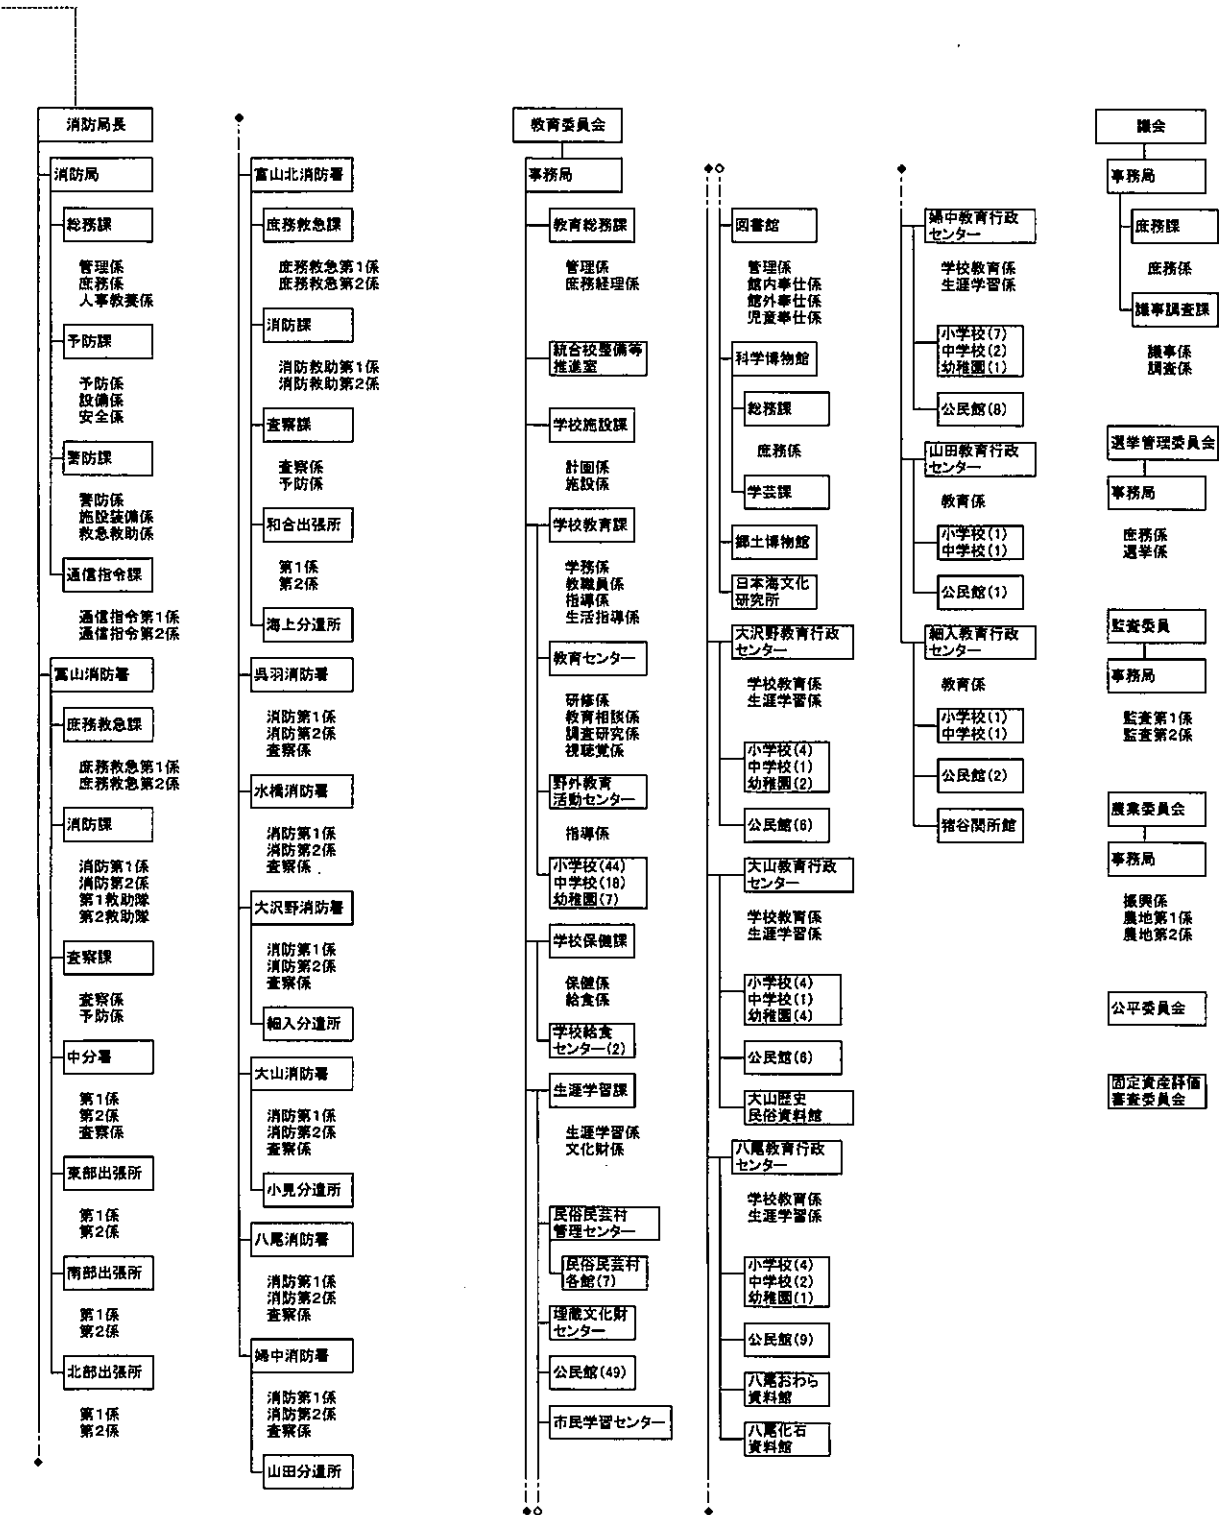 消防局長
消防局
総務課
管理係
庶務係
人事教養係
予防課
予防係
設備係
安全係
警防課
警防係
施設装備係
救急救助係
通信指令課
通信指令第1係
通信指令第2係
富山消防署
庶務救急課
庶務救急第1係
庶務救急第2係
消防課
消防第1係
消防第2係
第1救助隊
第2救助隊
査察課
査察係
予防係
中分署
第1係
第2係
査察係
東部出張所
第1係
第2係
南部出張所
第1係
第2係
北部出張所
第1係
第2係
富山北消防署
庶務救急課
庶務救急第1係
庶務救急第2係
消防課
消防救助第1係
消防救助第2係
査察課
査察係
予防係
和合出張所
第1係
第2係
海上分遣所
呉羽消防署
消防第1係
消防第2係
査察係
水橋消防署
消防第1係
消防第2係
査察係
大沢野消防署
消防第1係
消防第2係
査察係
細入分遣所
大山消防署
消防第1係
消防第2係
査察係
小見分遣所
八尾消防署
消防第1係
消防第2係
査察係
婦中消防署
消防第1係
消防第2係
査察係
山田分遣所
教育委員会
事務局
教育総務課
管理係
庶務経理係
統合校整備等
推進室
学校施設課
計画係
施設係
学校教育課
学務係
教職員係
指導係
生活指導係
教育センター
研修係
教育相談係
調査研究係
視聴覚係
野外教育
活動センター
指導係
小学校(44)
中学校(18)
幼稚園(7)
学校保健課
保健係
給食係
学校給食
センター(2)
生涯学習課
生涯学習係
文化財係
民俗民芸村
管理センター
民俗民芸村
各館(7)
埋蔵文化財
センター
公民館(49)
市民学習センター
図書館
管理係
館内奉仕係
館外奉仕係
児童奉仕係
科学博物館
総務課
庶務係
学芸課
郷土博物館
日本海文化
研究所
大沢野教育行政
センター
学校教育係
生涯学習係
小学校(4)
中学校(1)
幼稚園(2)
公民館(6)
大山教育行政
センター
学校教育係
生涯学習係
小学校(4)
中学校(1)
幼稚園(4)
公民館(6)
大山歴史
民俗資料館
八尾教育行政
センター
学校教育係
生涯学習係
小学校(4)
中学校(2)
幼稚園(1)
公民館(9)
八尾おわら
資料館
八尾化石
資料館
婦中教育行政
センター
学校教育係
生涯学習係
小学校(7)
中学校(2)
幼稚園(1)
公民館(8)
山田教育行政
センター
教育係
小学校(1)
中学校(1)
公民館(1)
細入教育行政
センター
教育係
小学校(1)
中学校(1)
公民館(2)
猪谷関所館
議会
事務局
庶務課
庶務係
議事調査課
議事係
調査係
選挙管理委員会
事務局
庶務係
選挙係
監査委員
事務局
監査第1係
監査第2係
農業委員会
事務局
振興係
農地第1係
農地第2係
公平委員会
固定資産評価
審査委員会